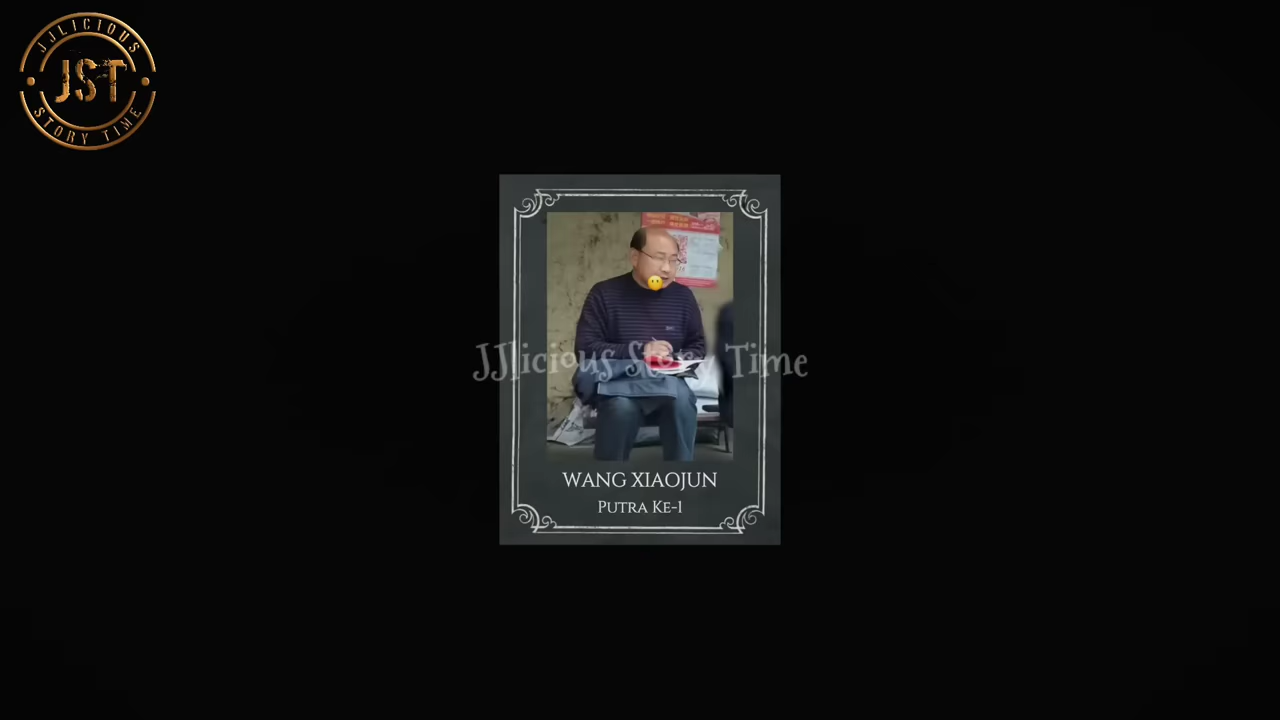 JJLICIOUS
JST
STORY TIME
JJlicious Story Time
WANG XIAOJUN
PUTRA KE-1